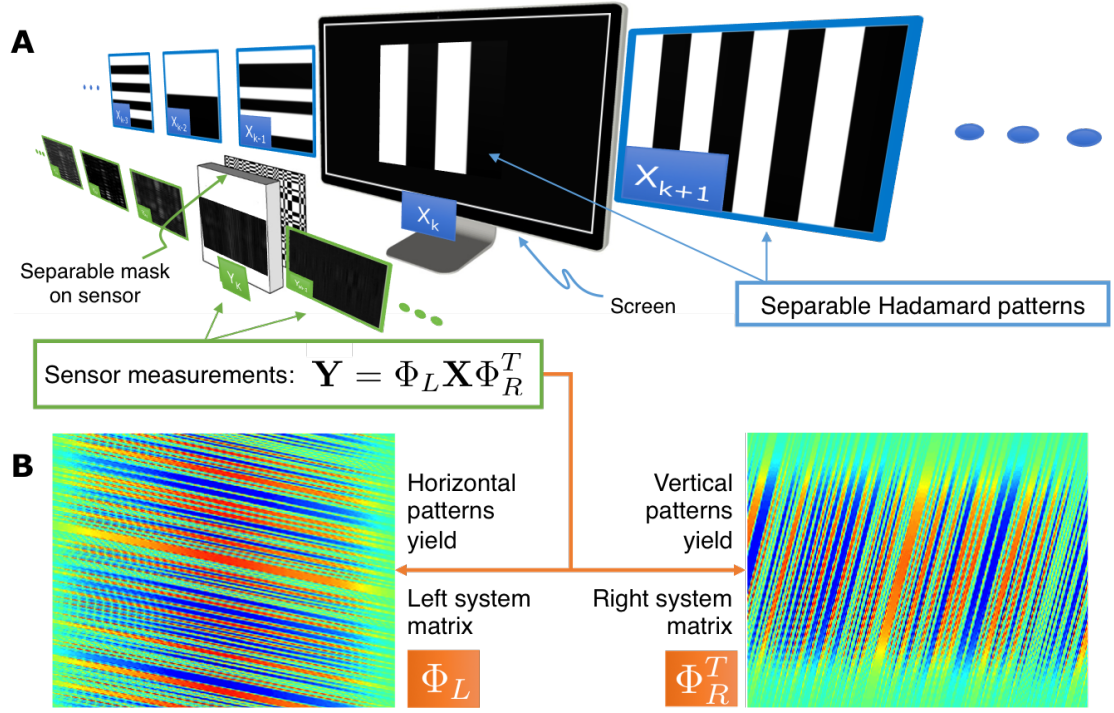 A
X_{k-3}
X_{k-2}
X_{k-1}
X_k
X_{k+1}
Y_k
Separable mask
on sensor
Screen
Separable Hadamard patterns
Sensor measurements: Y = Φ_L X Φ_R^T
B
Horizontal
patterns
yield
Vertical
patterns
yield
Left system
matrix
Right system
matrix
Φ_L
Φ_R^T